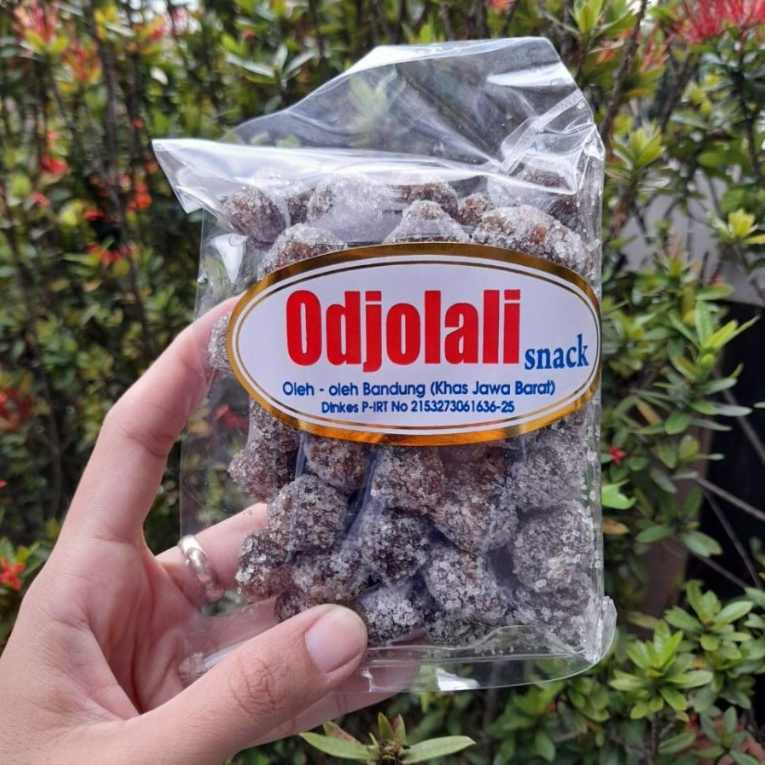 Odjolali
snack
Oleh - oleh Bandung (Khas Jawa Barat)
Dinkes P-IRT No 2153273061636-25